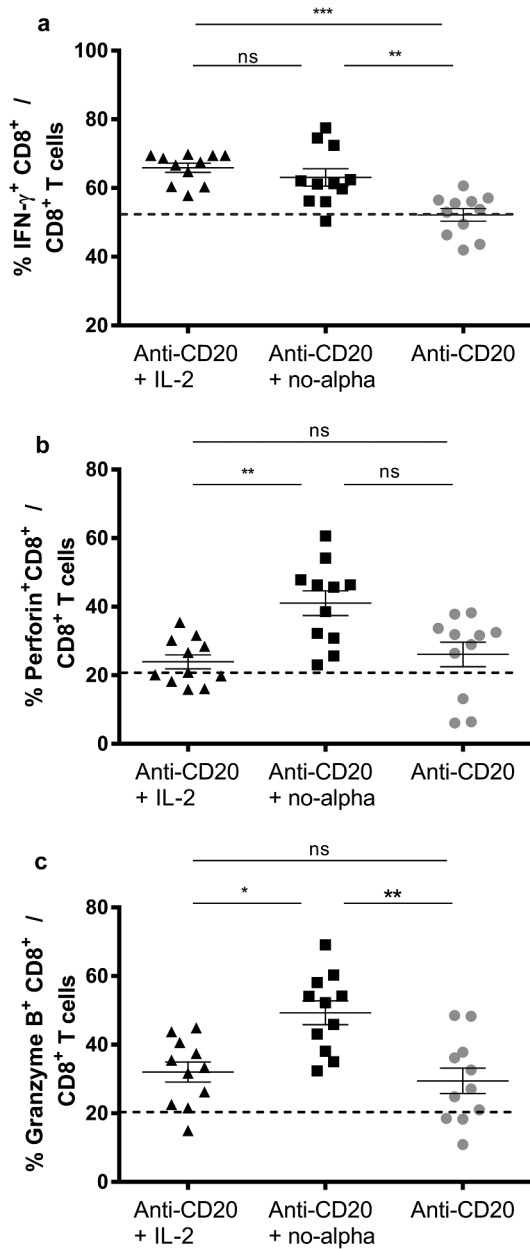 a
***
ns
**
% IFN-γ⁺ CD8⁺ /
CD8⁺ T cells
100
80
60
40
20
Anti-CD20
+ IL-2
Anti-CD20
+ no-alpha
Anti-CD20
b
ns
**
ns
% Perforin⁺CD8⁺ /
CD8⁺ T cells
80
60
40
20
0
Anti-CD20
+ IL-2
Anti-CD20
+ no-alpha
Anti-CD20
c
ns
*
**
% Granzyme B⁺ CD8⁺ /
CD8⁺ T cells
80
60
40
20
0
Anti-CD20
+ IL-2
Anti-CD20
+ no-alpha
Anti-CD20